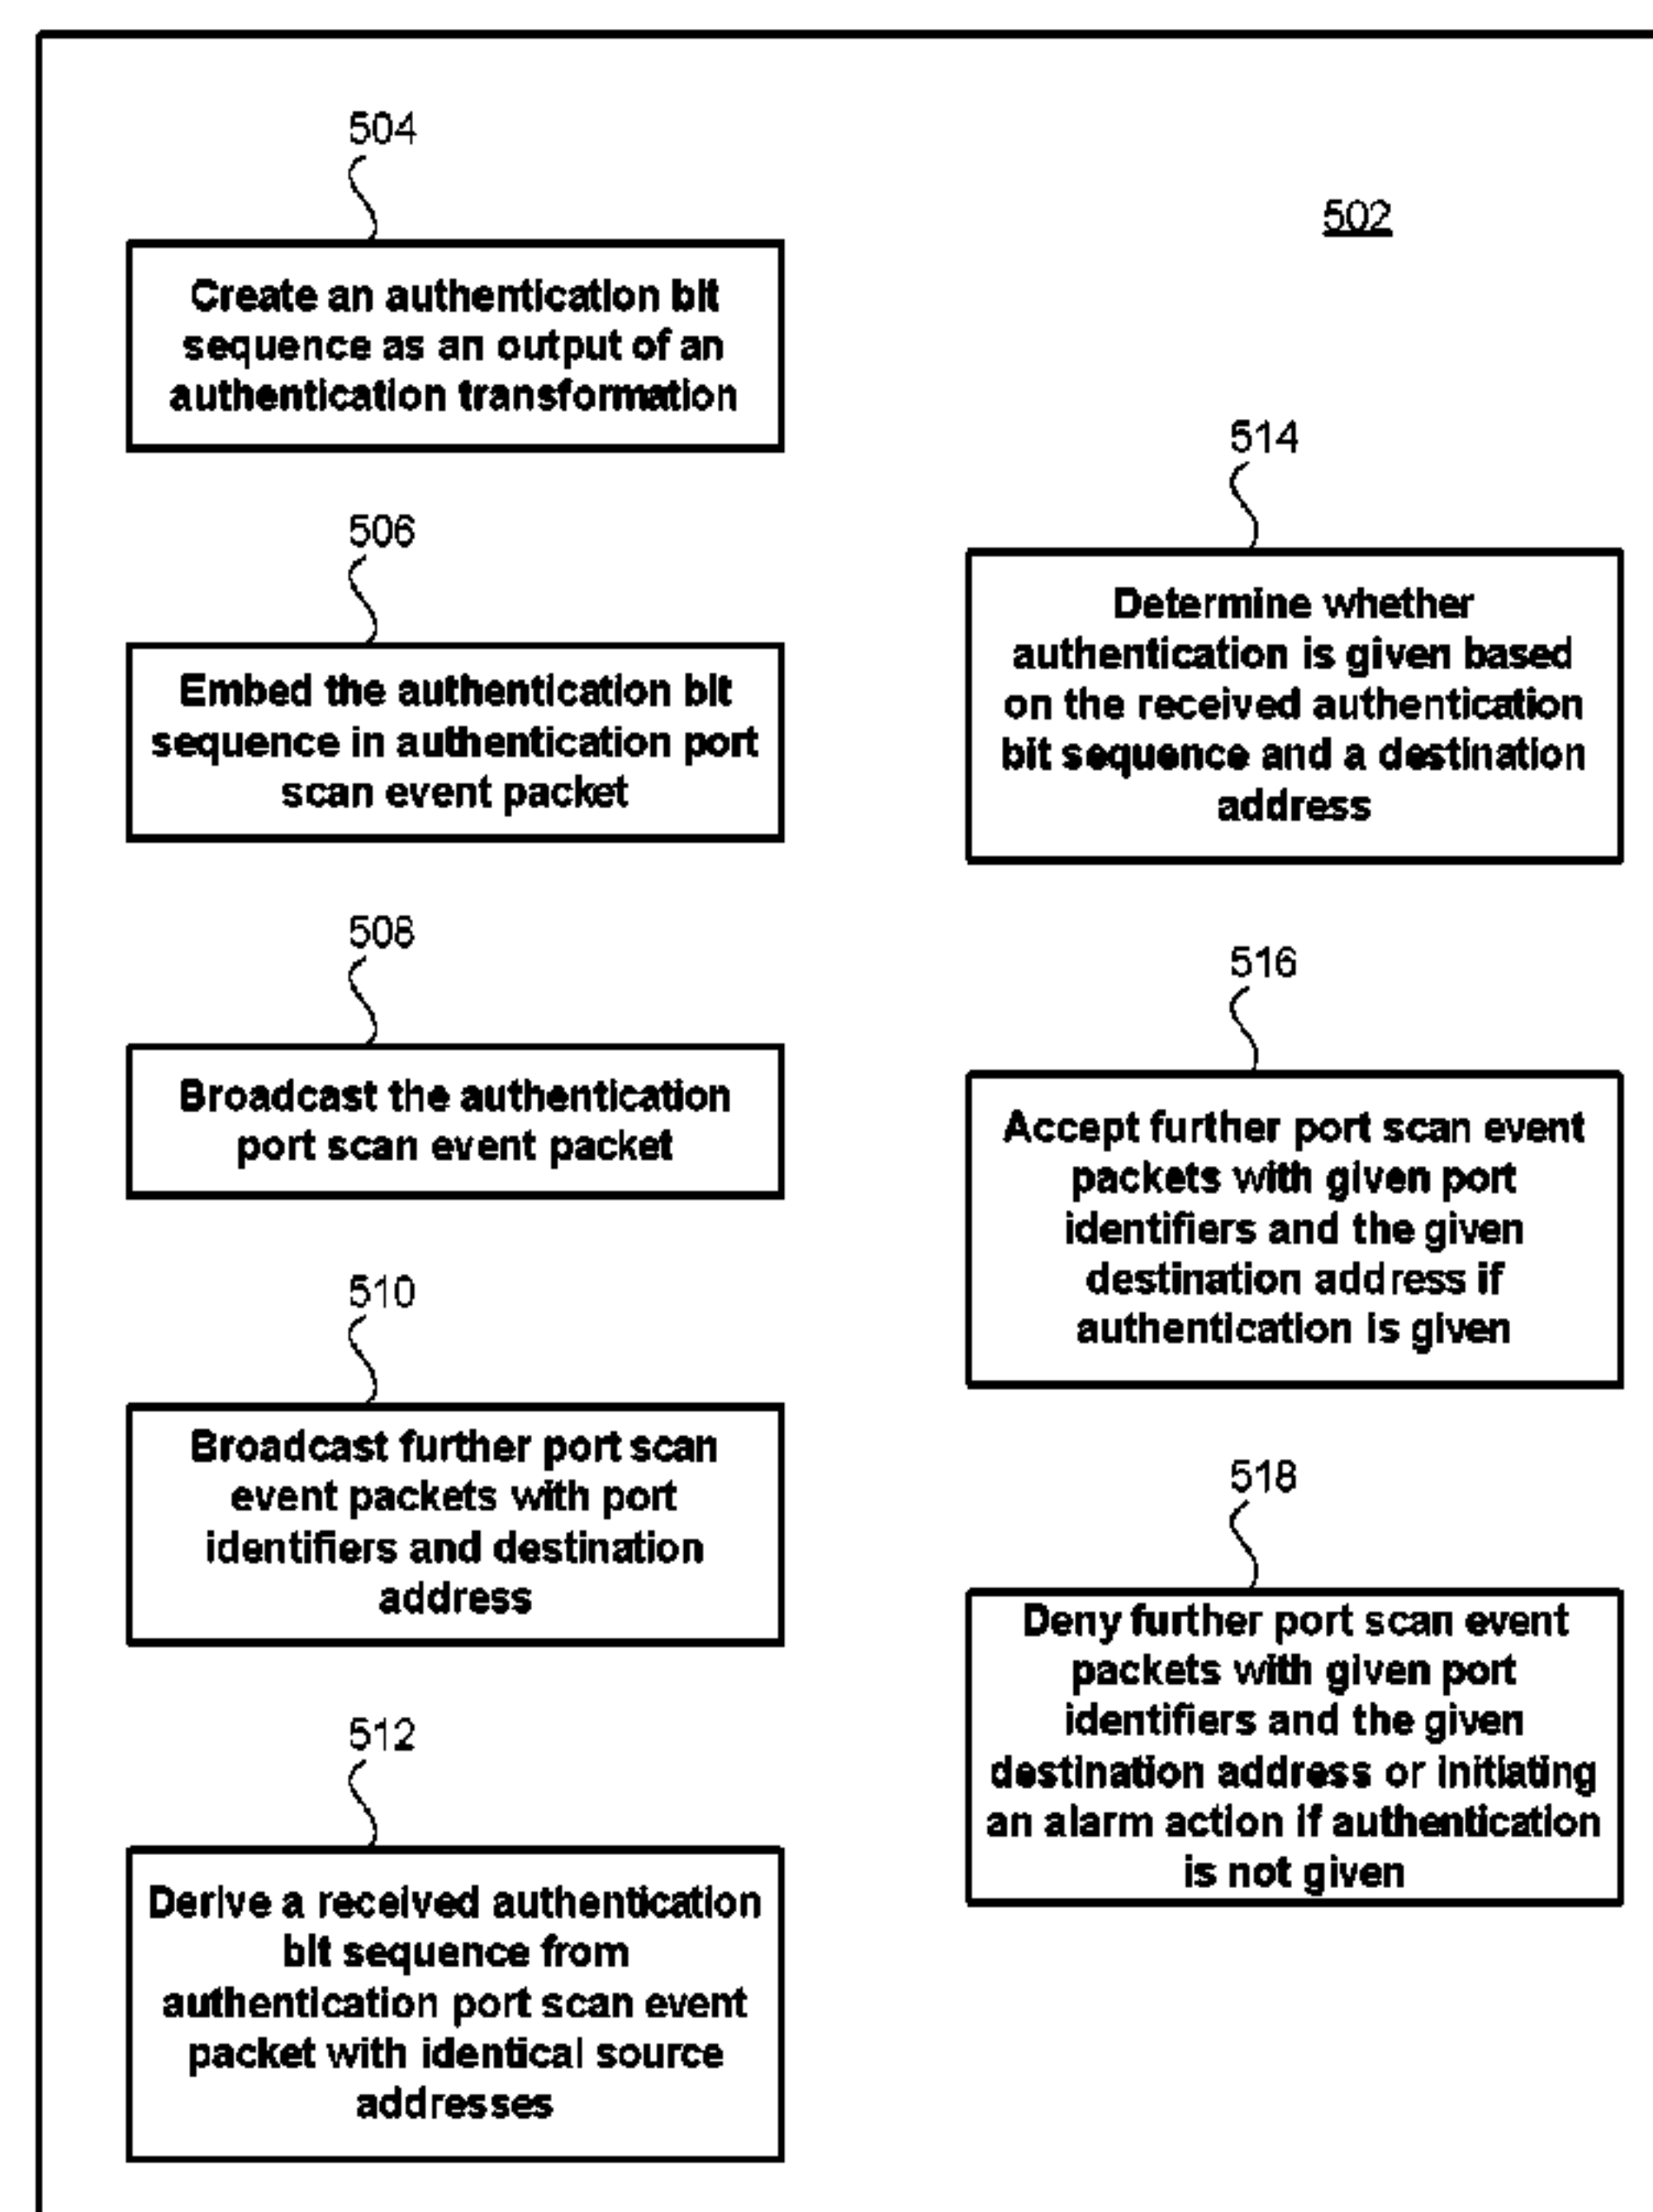 504
Create an authentication bit
sequence as an output of an
authentication transformation
506
Embed the authentication bit
sequence in authentication port
scan event packet
508
Broadcast the authentication
port scan event packet
510
Broadcast further port scan
event packets with port
identifiers and destination
address
512
Derive a received authentication
bit sequence from
authentication port scan event
packet with identical source
addresses
502
514
Determine whether
authentication is given based
on the received authentication
bit sequence and a destination
address
516
Accept further port scan event
packets with given port
identifiers and the given
destination address if
authentication is given
518
Deny further port scan event
packets with given port
identifiers and the given
destination address or initiating
an alarm action if authentication
is not given